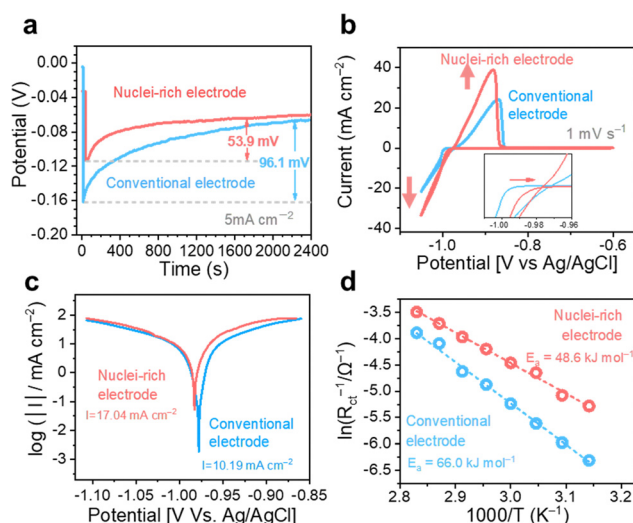 a
0.00
-0.04
-0.08
-0.12
-0.16
-0.20
Potential (V)
Nuclei-rich electrode
53.9 mV
96.1 mV
Conventional electrode
5mA cm⁻²
0 400 800 1200 1600 2000 2400
Time (s)
b
60
40
20
0
-20
-40
Current (mA cm⁻²)
Nuclei-rich electrode
Conventional
electrode
1 mV s⁻¹
-1.00 -0.98 -0.96
-1.0 -0.8 -0.6
Potential [V vs Ag/AgCl]
c
3
2
1
0
-1
-2
-3
log (|I|/ mA cm⁻²)
Nuclei-rich
electrode
I=17.04 mA cm⁻²
Conventional
electrode
I=10.19 mA cm⁻²
-1.10 -1.05 -1.00 -0.95 -0.90 -0.85
Potential [V Vs. Ag/AgCl]
d
-3.5
-4.0
-4.5
-5.0
-5.5
-6.0
-6.5
ln(Rct⁻¹/Ω⁻¹)
Nuclei-rich
electrode
Eₐ = 48.6 kJ mol⁻¹
Conventional
electrode
Eₐ = 66.0 kJ mol⁻¹
2.8 2.9 3.0 3.1 3.2
1000/T (K⁻¹)